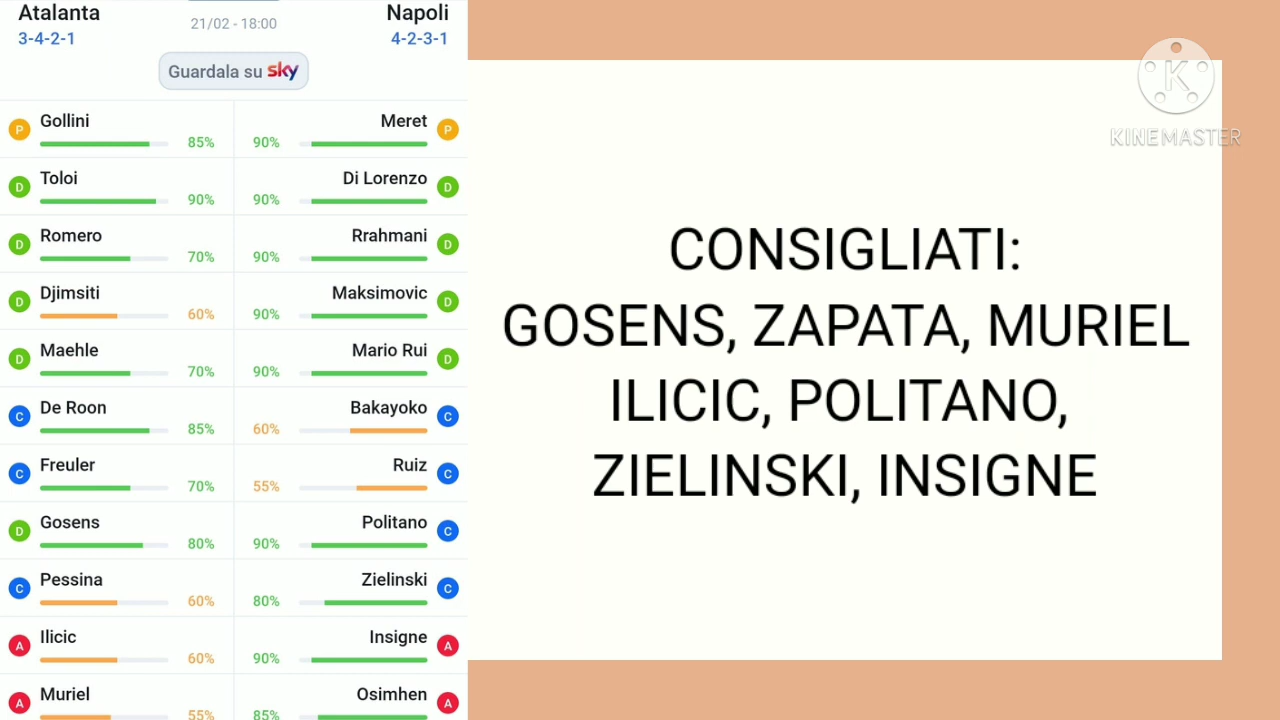 Atalanta
21/02 - 18:00
Napoli
3-4-2-1
4-2-3-1
Guardala su sky
P Gollini 85% 90% Meret P
D Toloi 90% 90% Di Lorenzo D
D Romero 70% 90% Rrahmani D
D Djimsiti 60% 90% Maksimovic D
D Maehle 70% 90% Mario Rui D
C De Roon 85% 60% Bakayoko C
C Freuler 70% 55% Ruiz C
D Gosens 80% 90% Politano C
C Pessina 60% 80% Zielinski C
A Ilicic 60% 90% Insigne A
A Muriel 55% 85% Osimhen A
CONSIGLIATI:
GOSENS, ZAPATA, MURIEL
ILICIC, POLITANO,
ZIELINSKI, INSIGNE
K
KINEMASTER